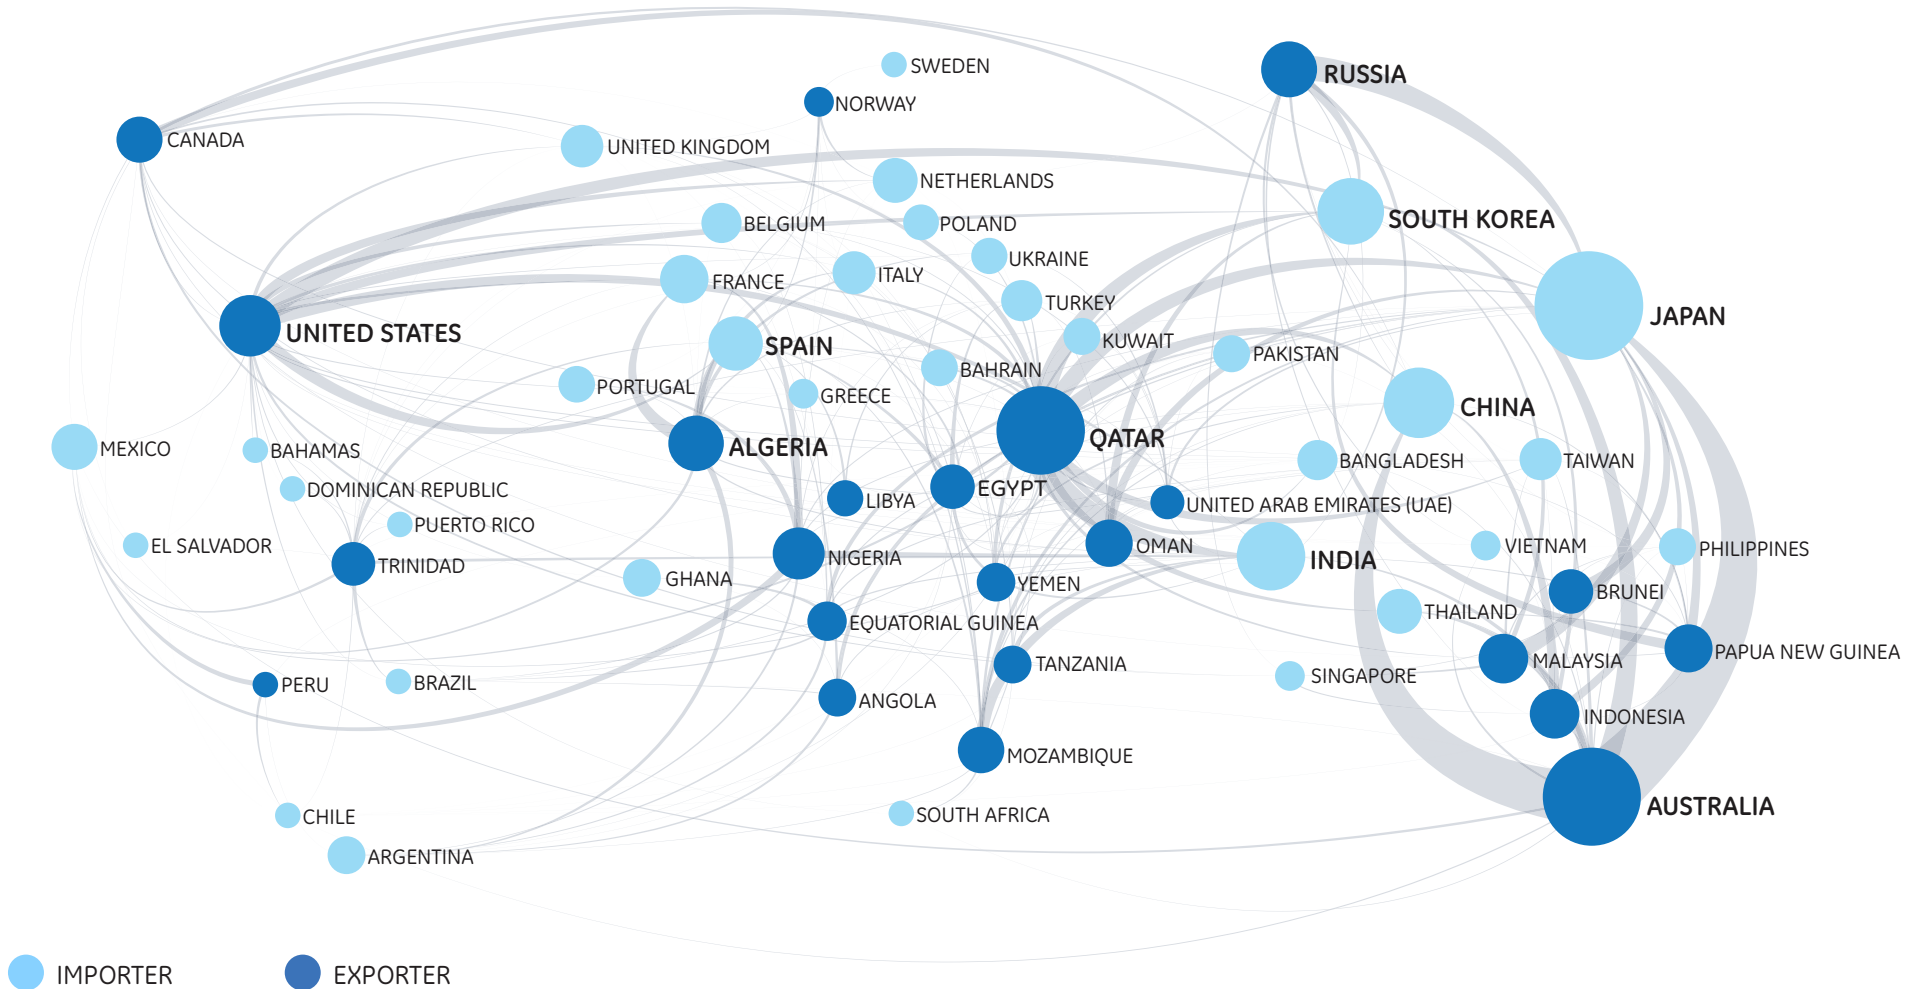 SWEDEN
RUSSIA
NORWAY
CANADA
UNITED KINGDOM
NETHERLANDS
SOUTH KOREA
BELGIUM
POLAND
UKRAINE
FRANCE
ITALY
TURKEY
JAPAN
UNITED STATES
SPAIN
KUWAIT
PAKISTAN
BAHRAIN
PORTUGAL
GREECE
CHINA
QATAR
ALGERIA
MEXICO
BAHAMAS
BANGLADESH
TAIWAN
DOMINICAN REPUBLIC
EGYPT
LIBYA
UNITED ARAB EMIRATES (UAE)
PUERTO RICO
EL SALVADOR
OMAN
VIETNAM
PHILIPPINES
NIGERIA
INDIA
TRINIDAD
GHANA
YEMEN
BRUNEI
THAILAND
EQUATORIAL GUINEA
PAPUA NEW GUINEA
MALAYSIA
TANZANIA
SINGAPORE
PERU
BRAZIL
ANGOLA
INDONESIA
MOZAMBIQUE
AUSTRALIA
SOUTH AFRICA
CHILE
ARGENTINA
IMPORTER
EXPORTER